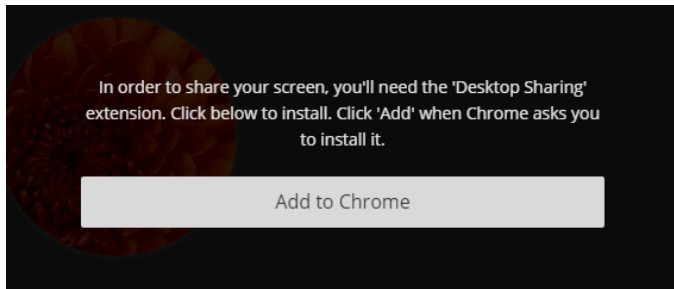 In order to share your screen, you'll need the 'Desktop Sharing'
extension. Click below to install. Click 'Add' when Chrome asks you
to install it.
Add to Chrome